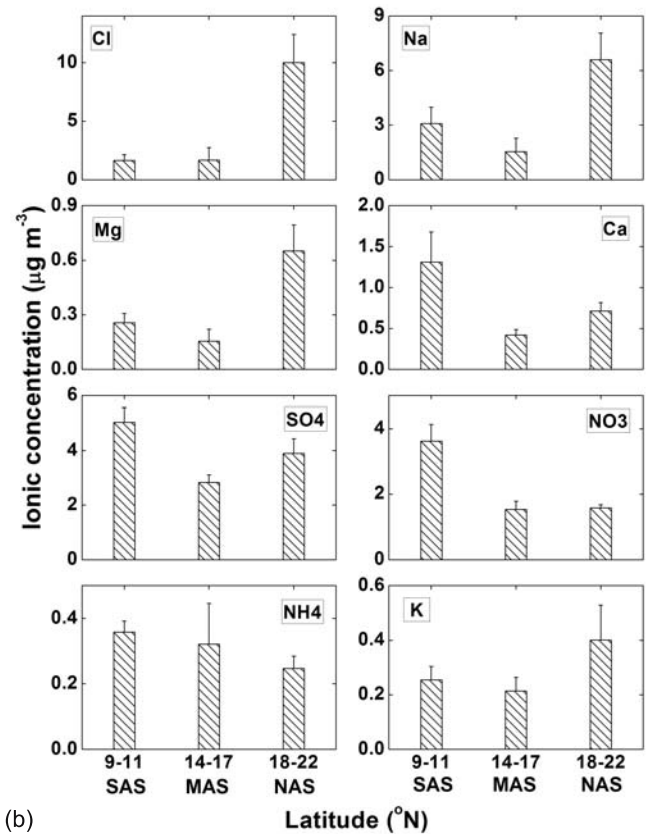 Ionic concentration (μg m-3)
Cl
10
5
0
Na
9
6
3
0
Mg
0.9
0.6
0.3
0.0
Ca
2.0
1.5
1.0
0.5
0.0
SO4
6
4
2
0
NO3
4
2
0
NH4
0.4
0.2
0.0
K
0.6
0.4
0.2
0.0
9-11 14-17 18-22
SAS MAS NAS
9-11 14-17 18-22
SAS MAS NAS
(b) Latitude (oN)